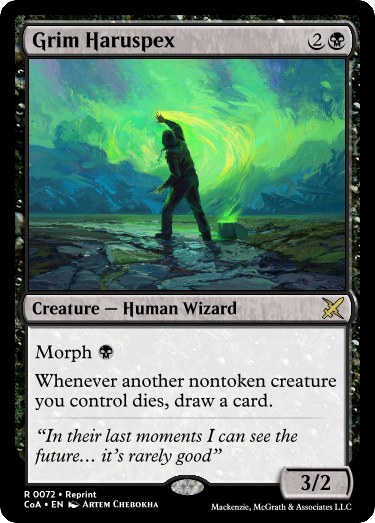 Grim Haruspex 2
Creature — Human Wizard
Morph
Whenever another nontoken creature
you control dies, draw a card.
“In their last moments I can see the
future… it’s rarely good”
3/2
R 0072 • Reprint
CoA • EN Artem Chebokha
Mackenzie, McGrath & Associates LLC